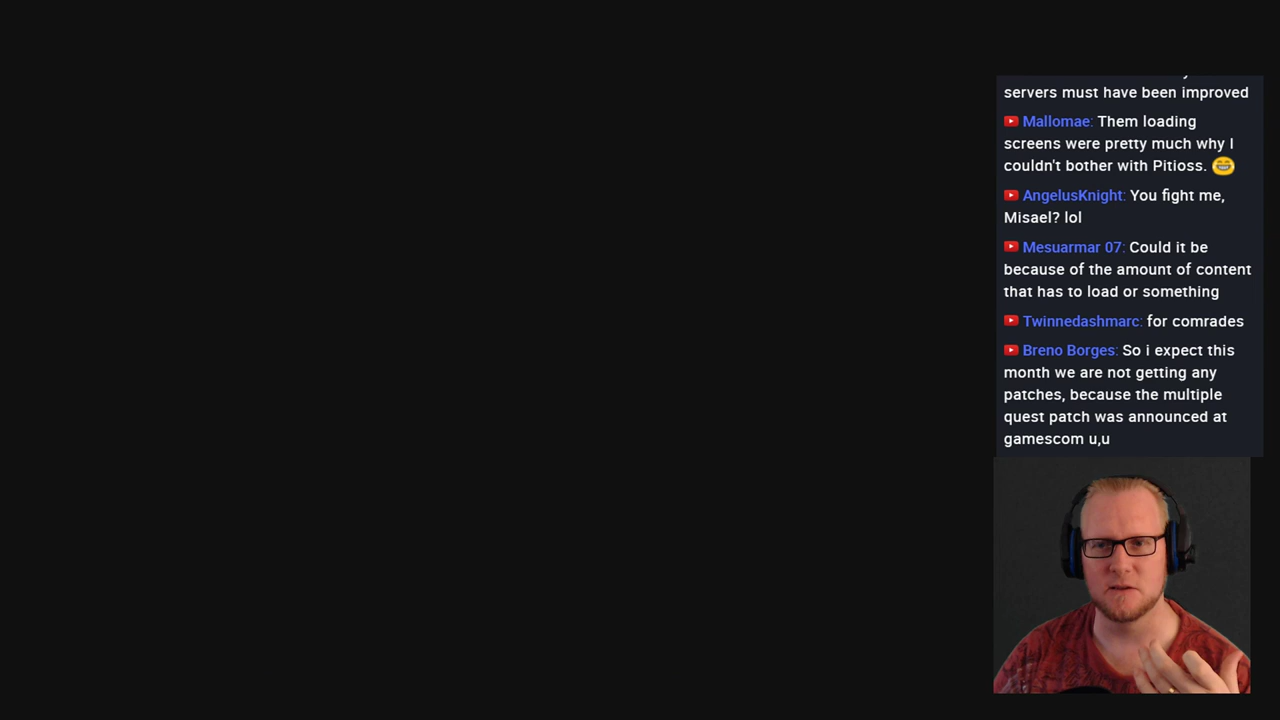 servers must have been improved
Mallomae: Them loading
screens were pretty much why I
couldn't bother with Pitioss.
AngelusKnight: You fight me,
Misael? lol
Mesuarmar 07: Could it be
because of the amount of content
that has to load or something
Twinnedashmarc: for comrades
Breno Borges: So i expect this
month we are not getting any
patches, because the multiple
quest patch was announced at
gamescom u,u